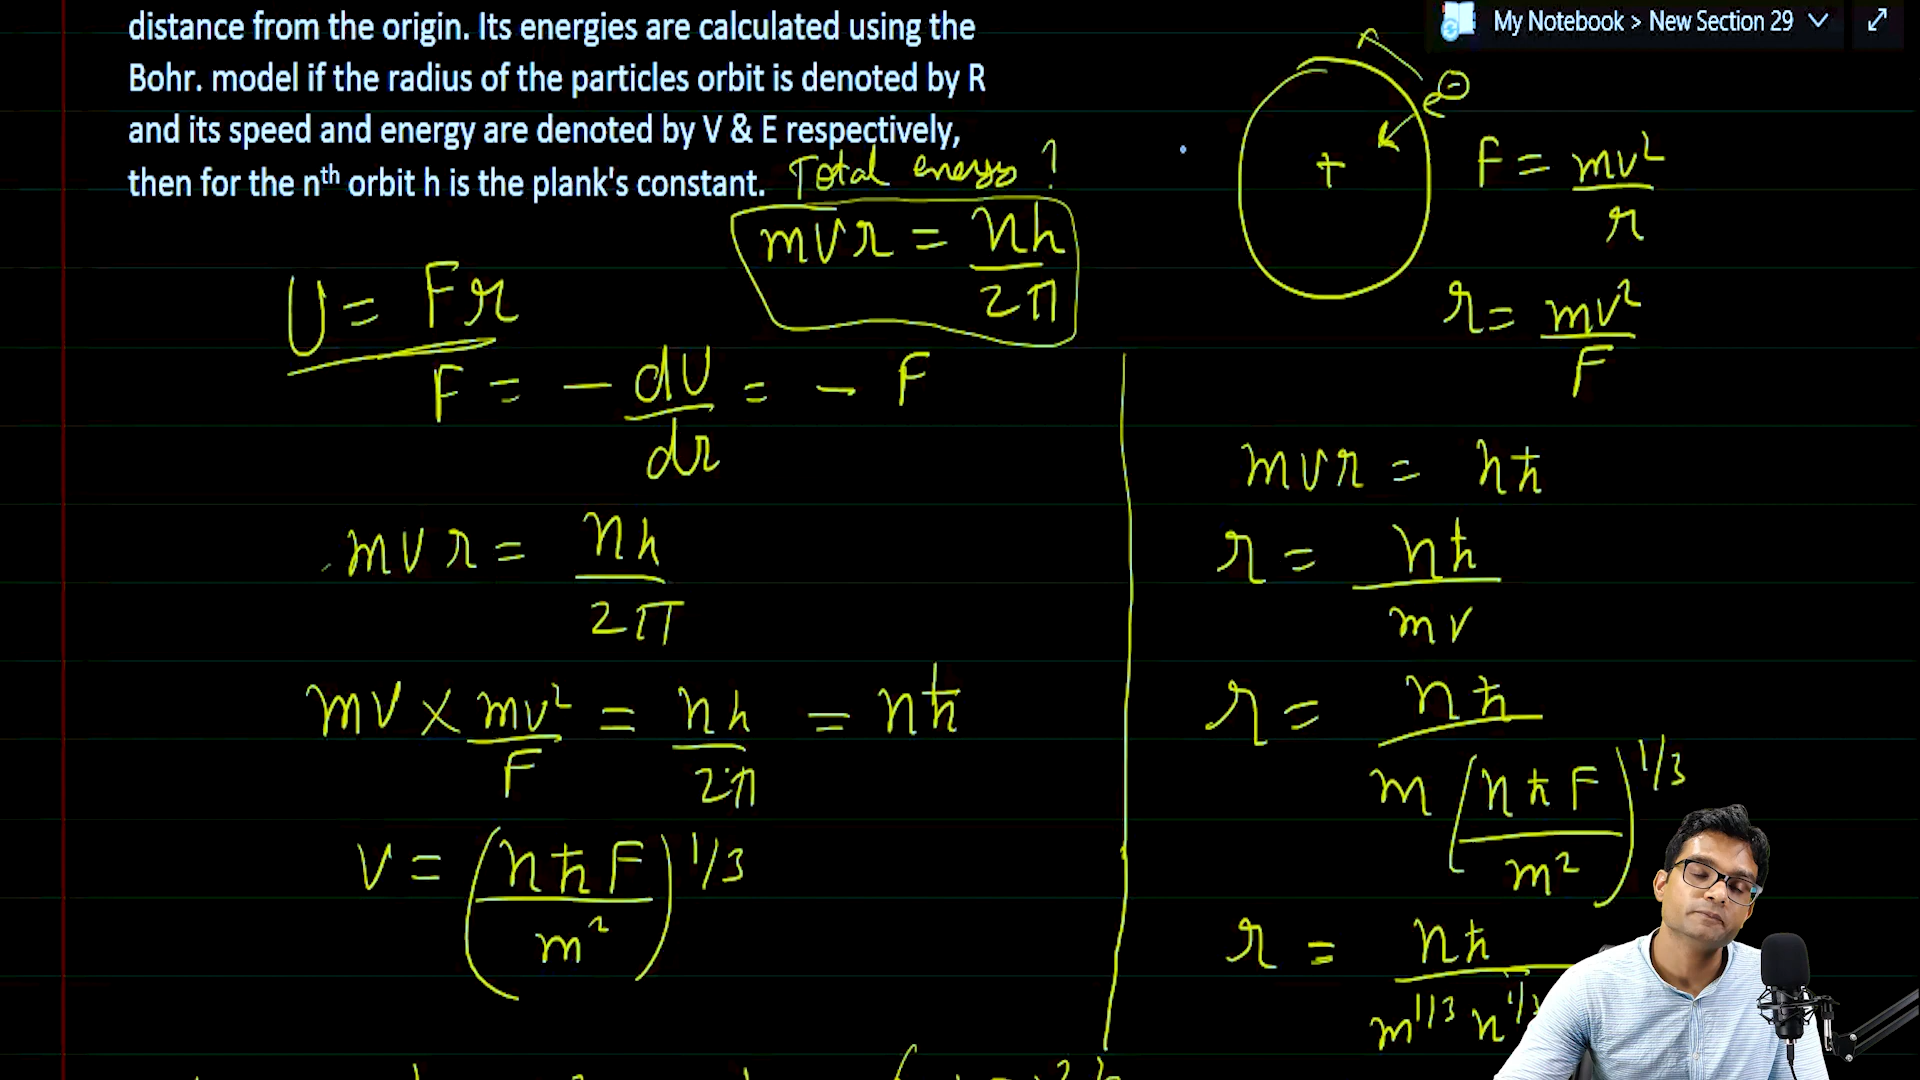 distance from the origin. Its energies are calculated using the
Bohr. model if the radius of the particles orbit is denoted by R
and its speed and energy are denoted by V & E respectively,
then for the nᵗʰ orbit h is the plank's constant. Total energy ?
mvr = nh/2π
U = Fr
F = - dU/dr = - F
mvr = nh/2π
mv × mv²/F = nh/2π = nħ
v = (nħF/m²)^1/3
My Notebook > New Section 29
e⊖
+
F = mv²/r
r = mv²/F
mvr = nħ
r = nħ/mv
r = nħ/m(nħF/m²)^1/3
r = nħ/m^1/3 n^1/3